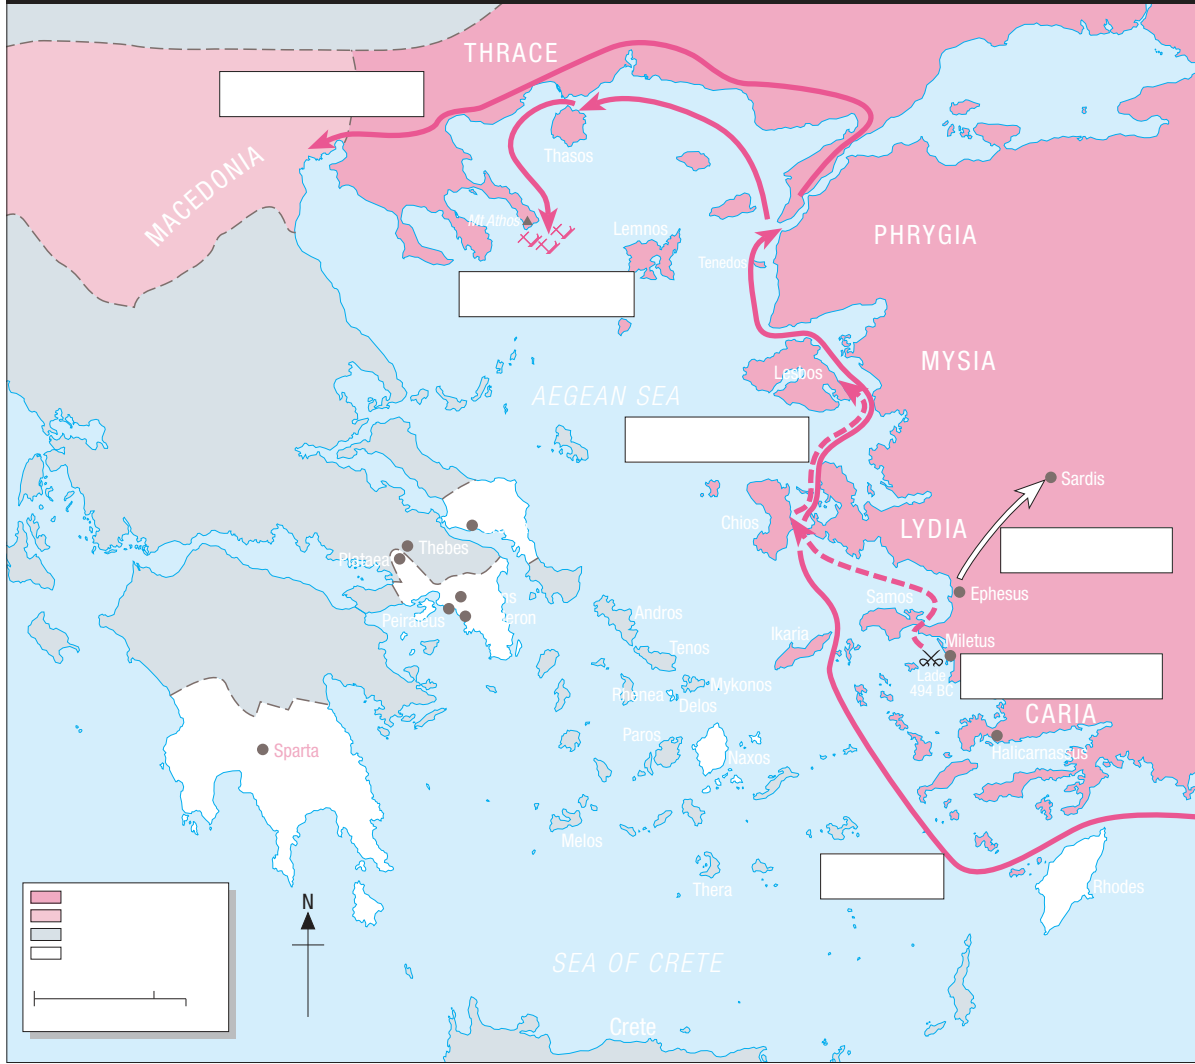 THRACE
MACEDONIA
Thasos
Mt Athos
Lemnos
PHRYGIA
Tenedos
MYSIA
Lesbos
AEGEAN SEA
Sardis
Chios
LYDIA
Thebes
Plataea
Ephesus
Samos
Peiraieus
Andros
Ikaria
Miletus
Tenos
Lade
494 BC
Rhenea
Mykonos
Delos
CARIA
Paros
Naxos
Halicarnassus
Sparta
Melos
Thera
Rhodes
N
SEA OF CRETE
Crete